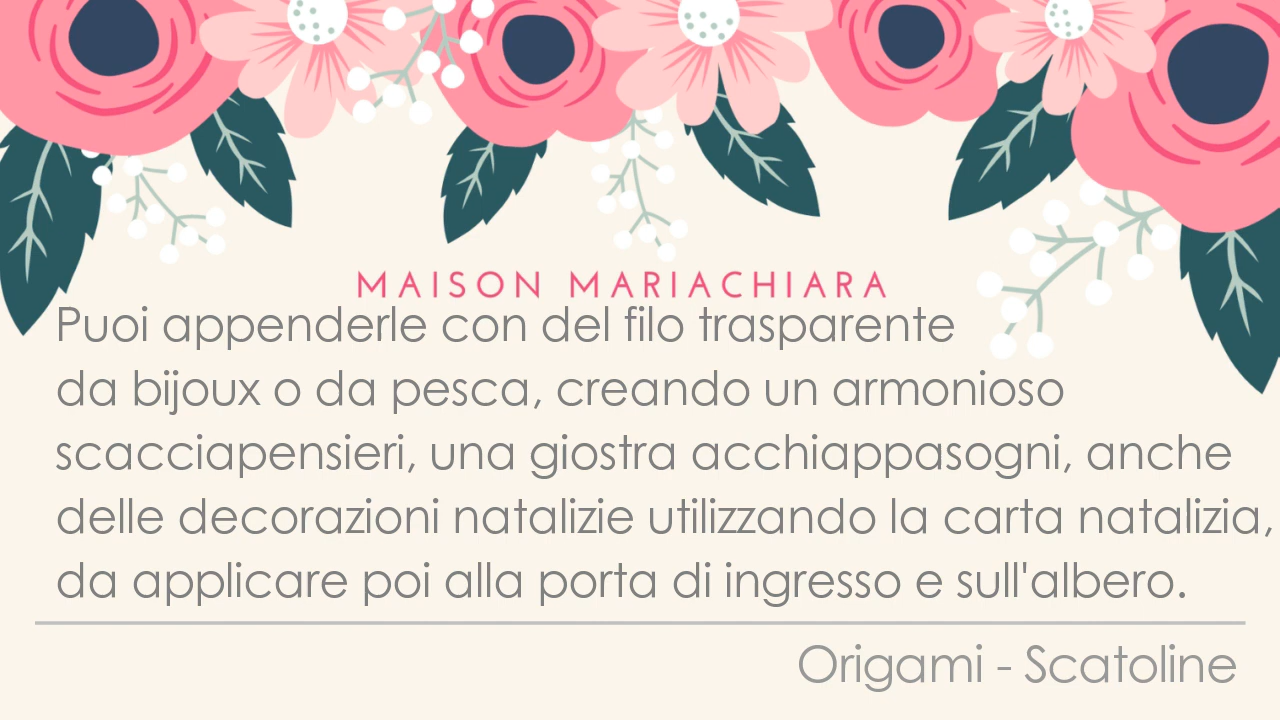 MAISON MARIACHIARA
Puoi appenderle con del filo trasparente
da bijoux o da pesca, creando un armonioso
scacciapensieri, una giostra acchiappasogni, anche
delle decorazioni natalizie utilizzando la carta natalizia,
da applicare poi alla porta di ingresso e sull'albero.
Origami - Scatoline